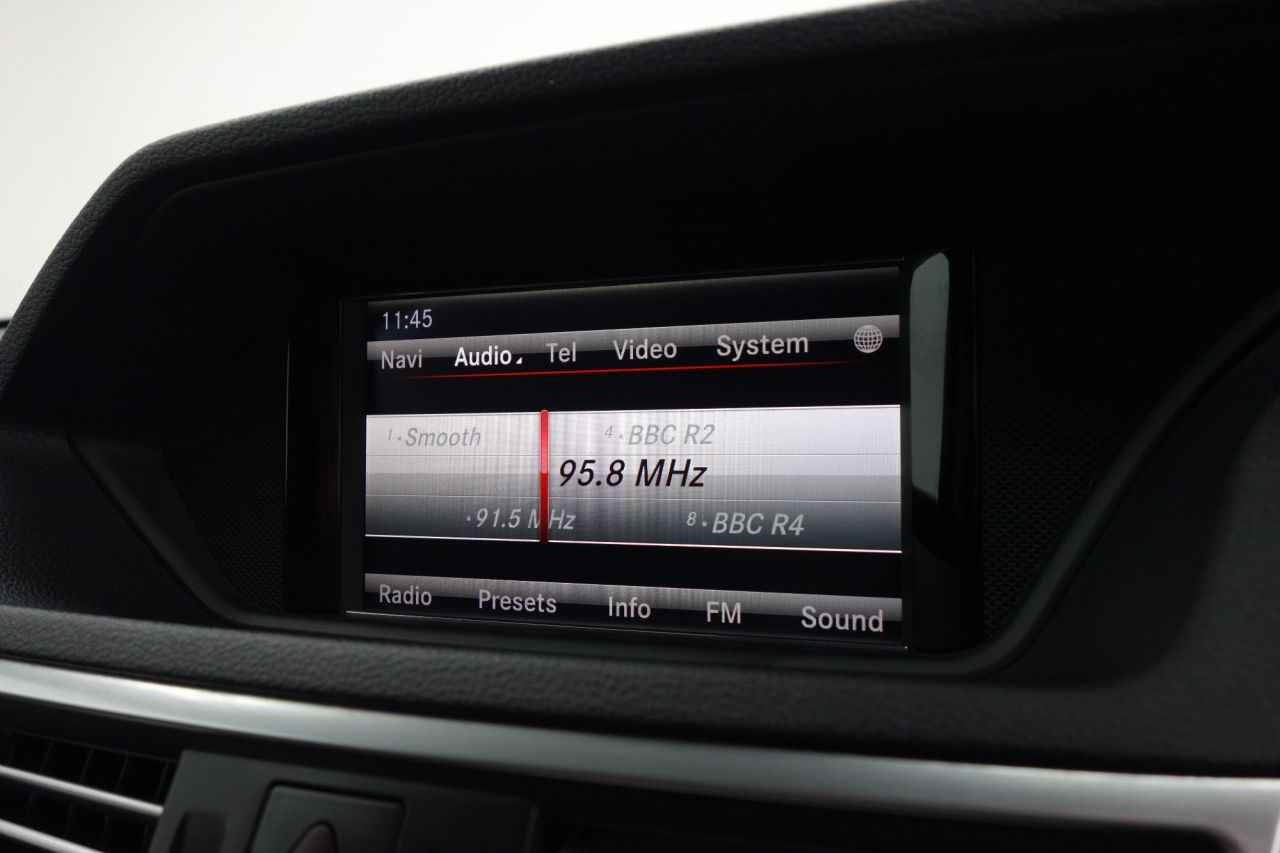 11:45
Navi Audio Tel Video System
1 · Smooth 4 · BBC R2
95.8 MHz
· 91.5 MHz 8 · BBC R4
Radio Presets Info FM Sound